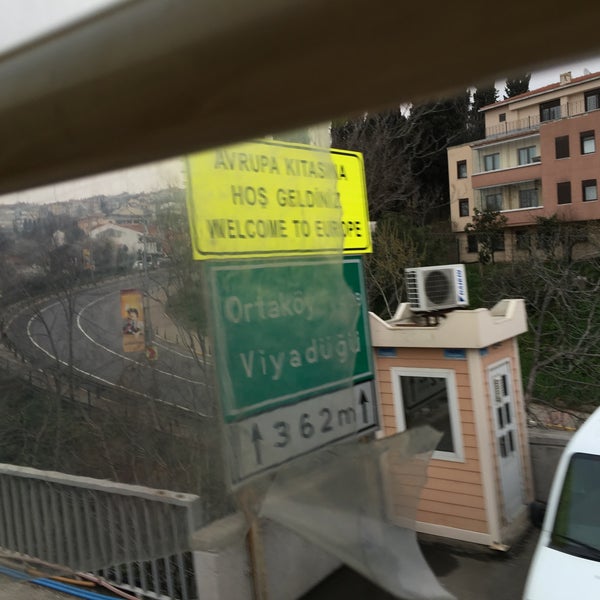 AVRUPA KITASINA
HOŞ GELDİNİZ
WELCOME TO EUROPE
Ortaköy
Viyadüğü
362m